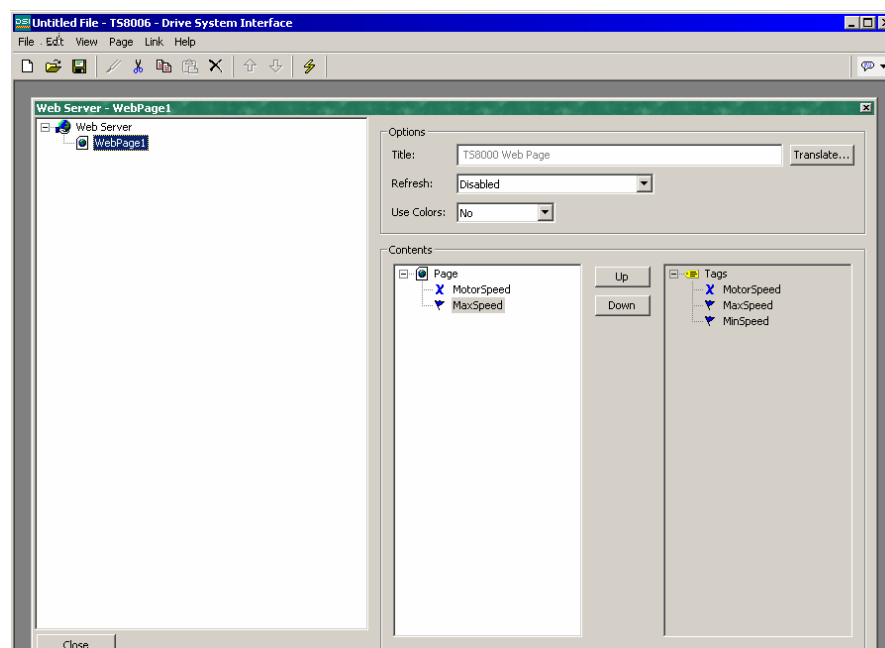 DSI Untitled File - TS8006 - Drive System Interface
File Edit View Page Link Help
Web Server - WebPage1
Web Server
WebPage1
Options
Title: TS8000 Web Page Translate...
Refresh: Disabled
Use Colors: No
Contents
Page Up Tags
MotorSpeed MotorSpeed
MaxSpeed Down MaxSpeed
MinSpeed
Close